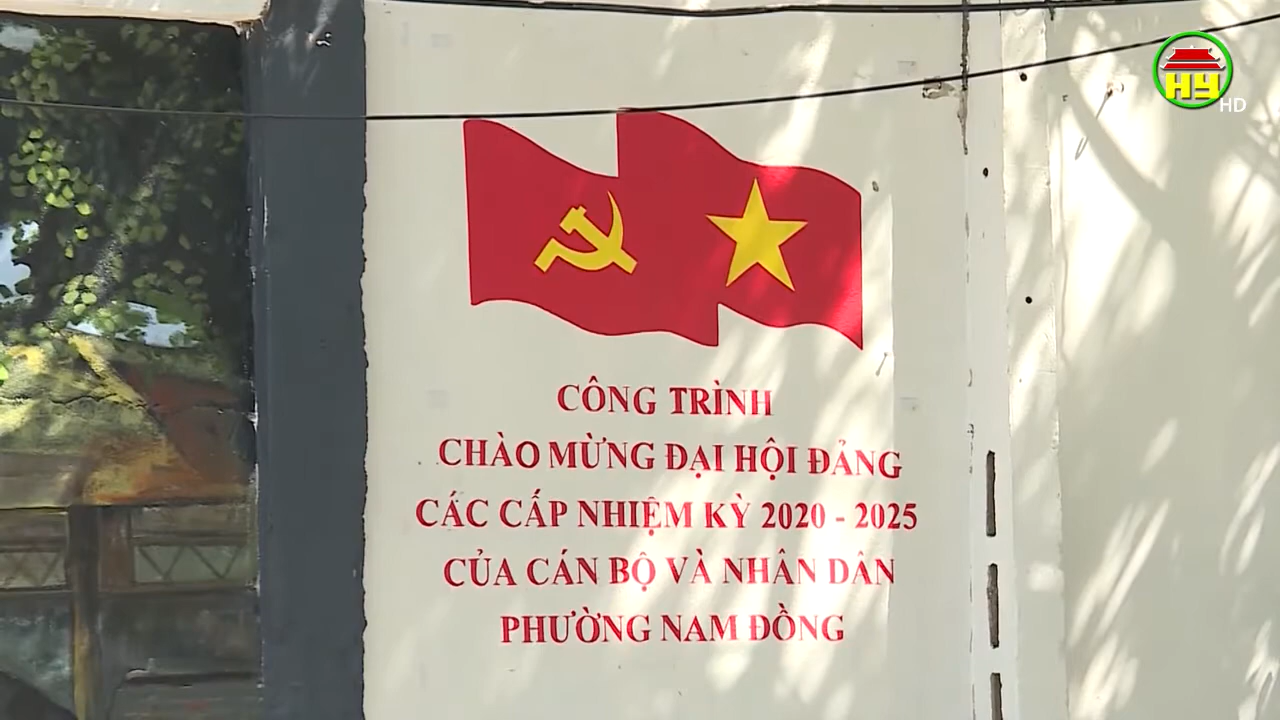 HY
HD
CÔNG TRÌNH
CHÀO MỪNG ĐẠI HỘI ĐẢNG
CÁC CẤP NHIỆM KỲ 2020 - 2025
CỦA CÁN BỘ VÀ NHÂN DÂN
PHƯỜNG NAM ĐỒNG